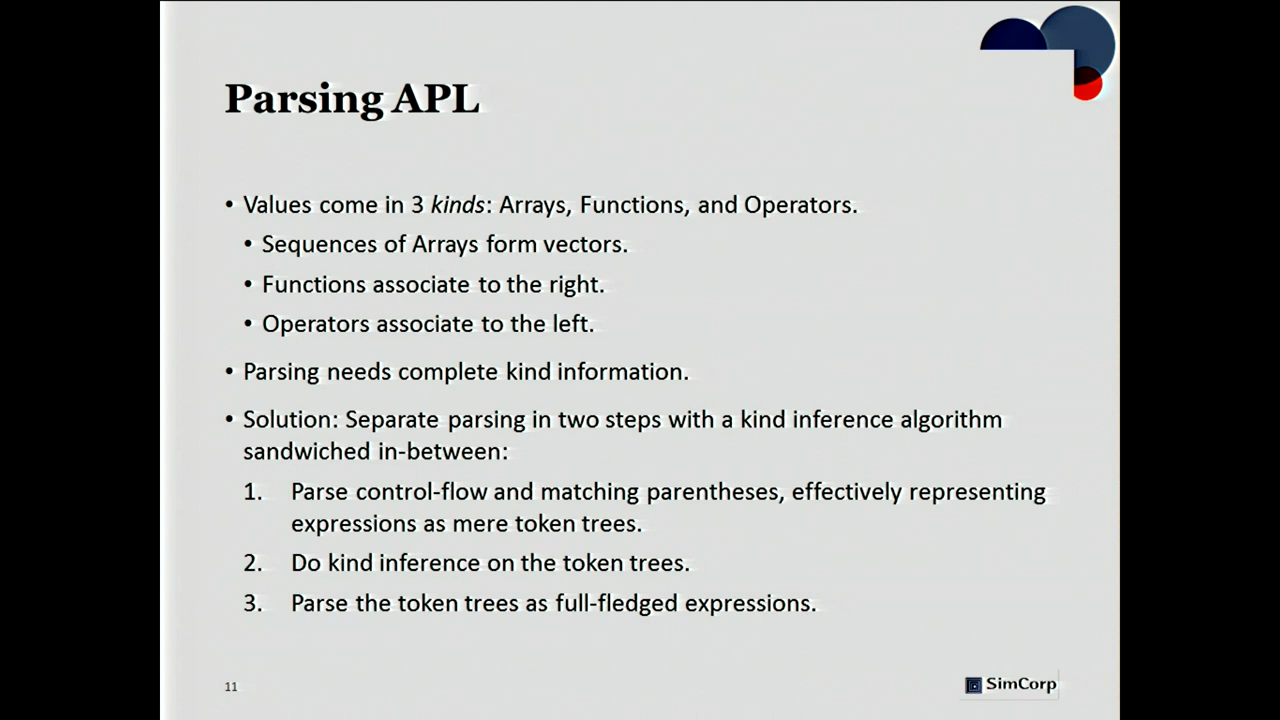 Parsing APL
• Values come in 3 kinds: Arrays, Functions, and Operators.
• Sequences of Arrays form vectors.
• Functions associate to the right.
• Operators associate to the left.
• Parsing needs complete kind information.
• Solution: Separate parsing in two steps with a kind inference algorithm
sandwiched in-between:
1. Parse control-flow and matching parentheses, effectively representing
expressions as mere token trees.
2. Do kind inference on the token trees.
3. Parse the token trees as full-fledged expressions.
11
SimCorp